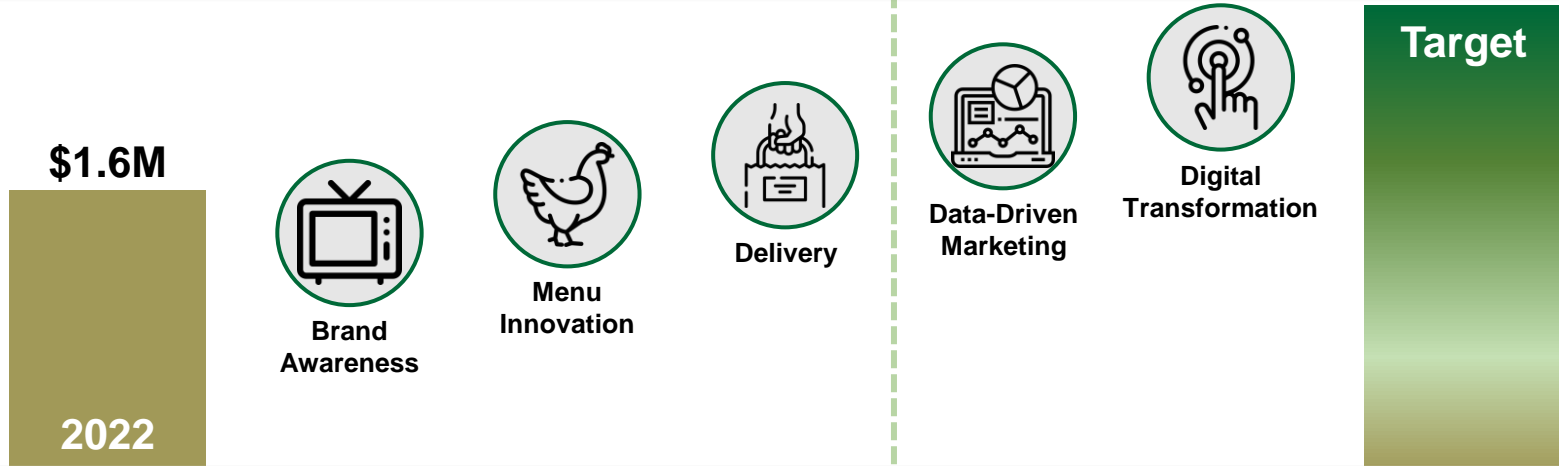 $1.6M
2022
Brand
Awareness
Menu
Innovation
Delivery
Data-Driven
Marketing
Digital
Transformation
Target